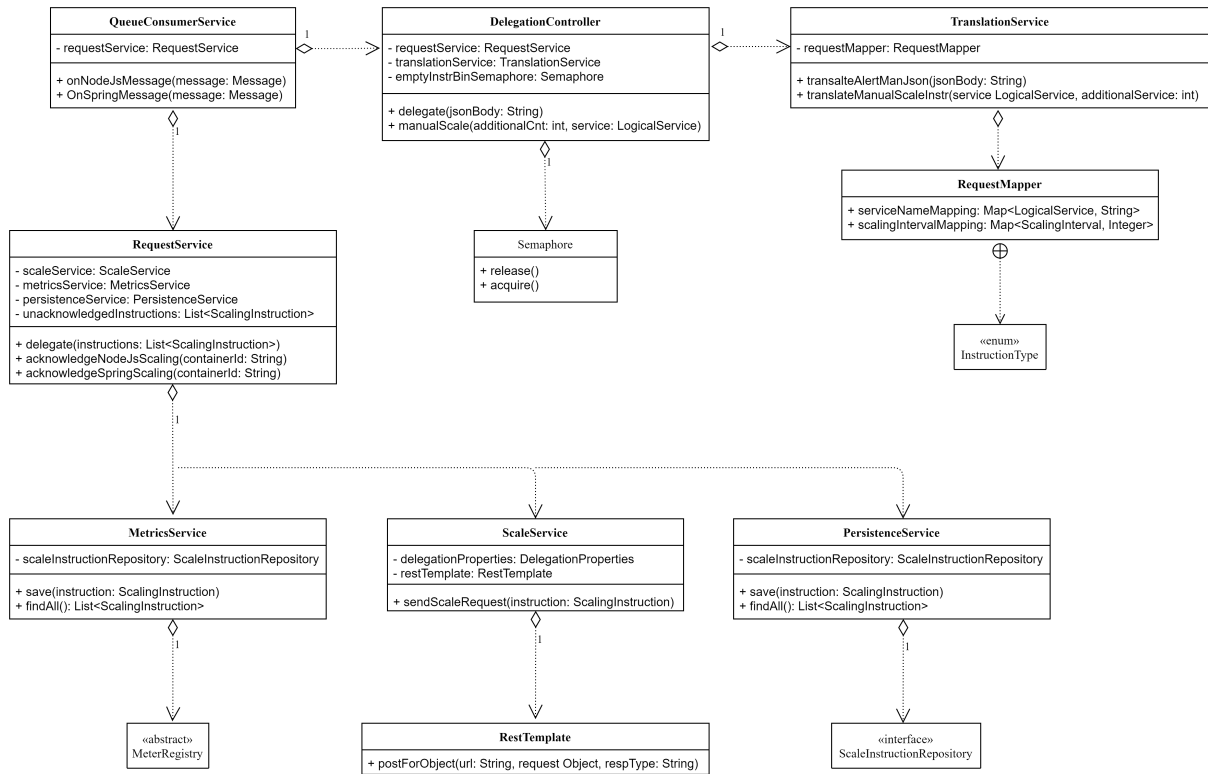 QueueConsumerService
- requestService: RequestService
+ onNodeJsMessage(message: Message)
+ OnSpringMessage(message: Message)
1
1
DelegationController
- requestService: RequestService
- translationService: TranslationService
- emptyInstrBinSemaphore: Semaphore
+ delegate(jsonBody: String)
+ manualScale(additionalCnt: int, service: LogicalService)
1
1
TranslationService
- requestMapper: RequestMapper
+ transalteAlertManJson(jsonBody: String)
+ translateManualScaleInstr(service LogicalService, additionalService: int)
RequestMapper
+ serviceNameMapping: Map<LogicalService, String>
+ scalingIntervalMapping: Map<ScalingInterval, Integer>
RequestService
- scaleService: ScaleService
- metricsService: MetricsService
- persistenceService: PersistenceService
- unacknowledgedInstructions: List<ScalingInstruction>
+ delegate(instructions: List<ScalingInstruction>)
+ acknowledgeNodeJsScaling(containerId: String)
+ acknowledgeSpringScaling(containerId: String)
1
Semaphore
+ release()
+ acquire()
«enum»
InstructionType
MetricsService
- scaleInstructionRepository: ScaleInstructionRepository
+ save(instruction: ScalingInstruction)
+ findAll(): List<ScalingInstruction>
1
ScaleService
- delegationProperties: DelegationProperties
- restTemplate: RestTemplate
+ sendScaleRequest(instruction: ScalingInstruction)
1
PersistenceService
- scaleInstructionRepository: ScaleInstructionRepository
+ save(instruction: ScalingInstruction)
+ findAll(): List<ScalingInstruction>
1
«abstract»
MeterRegistry
RestTemplate
+ postForObject(url: String, request Object, respType: String)
«interface»
ScaleInstructionRepository